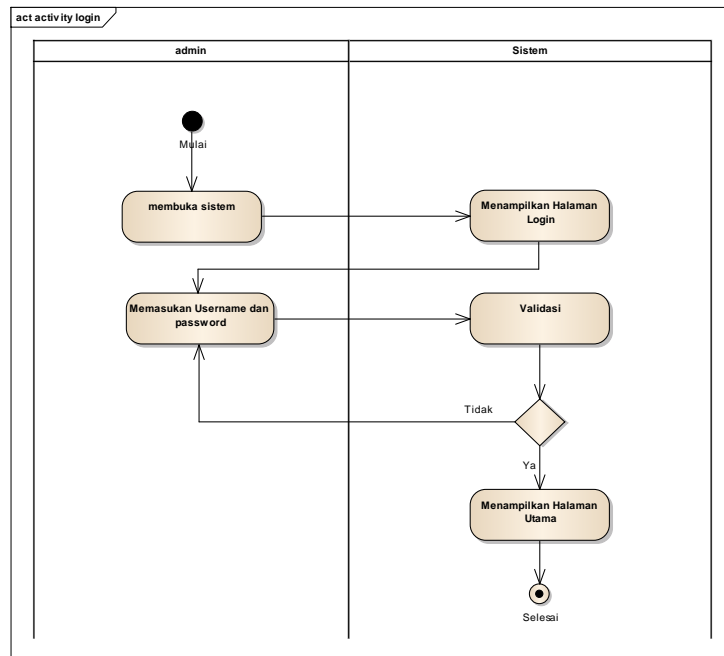 act activity login
admin
Sistem
Mulai
membuka sistem
Menampilkan Halaman
Login
Memasukan Username dan
password
Validasi
Tidak
Ya
Menampilkan Halaman
Utama
Selesai